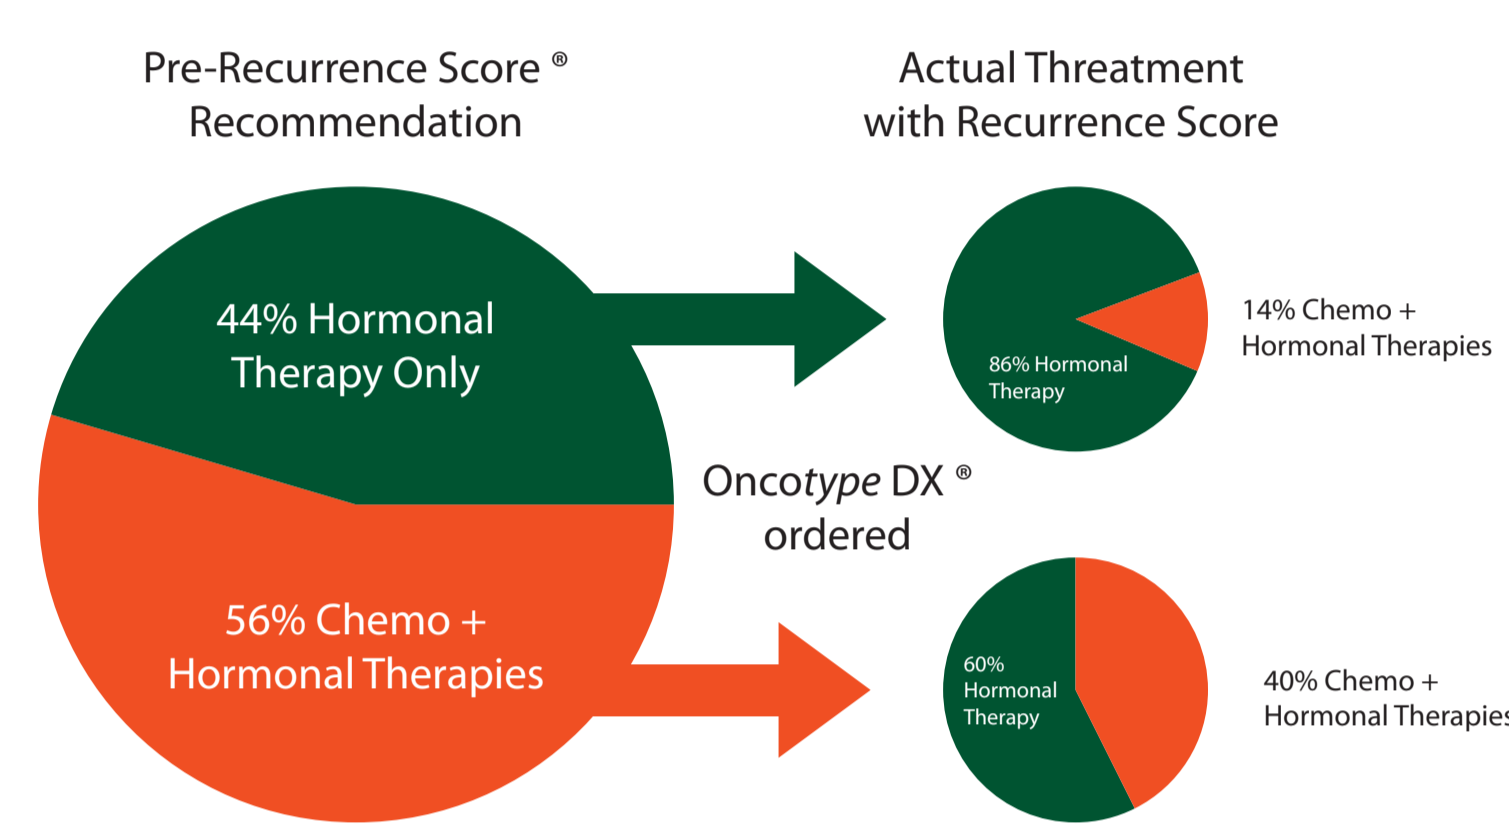 Pre-Recurrence Score ®
Recommendation
Actual Threatment
with Recurrence Score
44% Hormonal
Therapy Only
56% Chemo +
Hormonal Therapies
Oncotype DX ®
ordered
86% Hormonal
Therapy
14% Chemo +
Hormonal Therapies
60%
Hormonal
Therapy
40% Chemo +
Hormonal Therapies